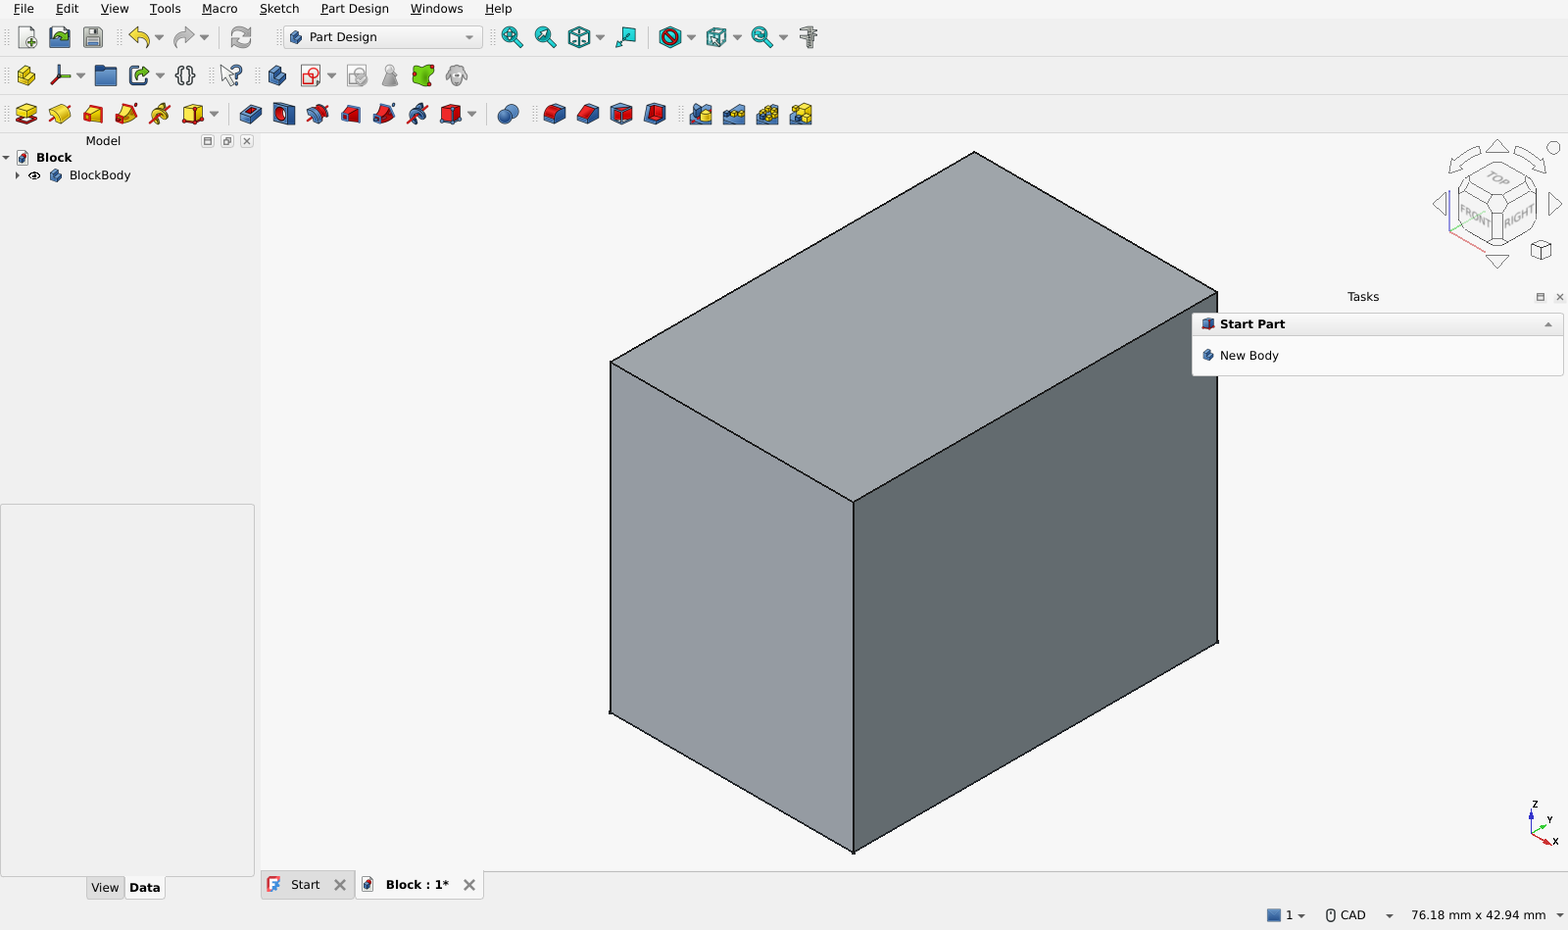 File Edit View Tools Macro Sketch Part Design Windows Help
Part Design
Model
Block
BlockBody
TOP
FRONT
RIGHT
Tasks
Start Part
New Body
Z
Y
X
View Data
Start
Block : 1*
1
CAD
76.18 mm x 42.94 mm